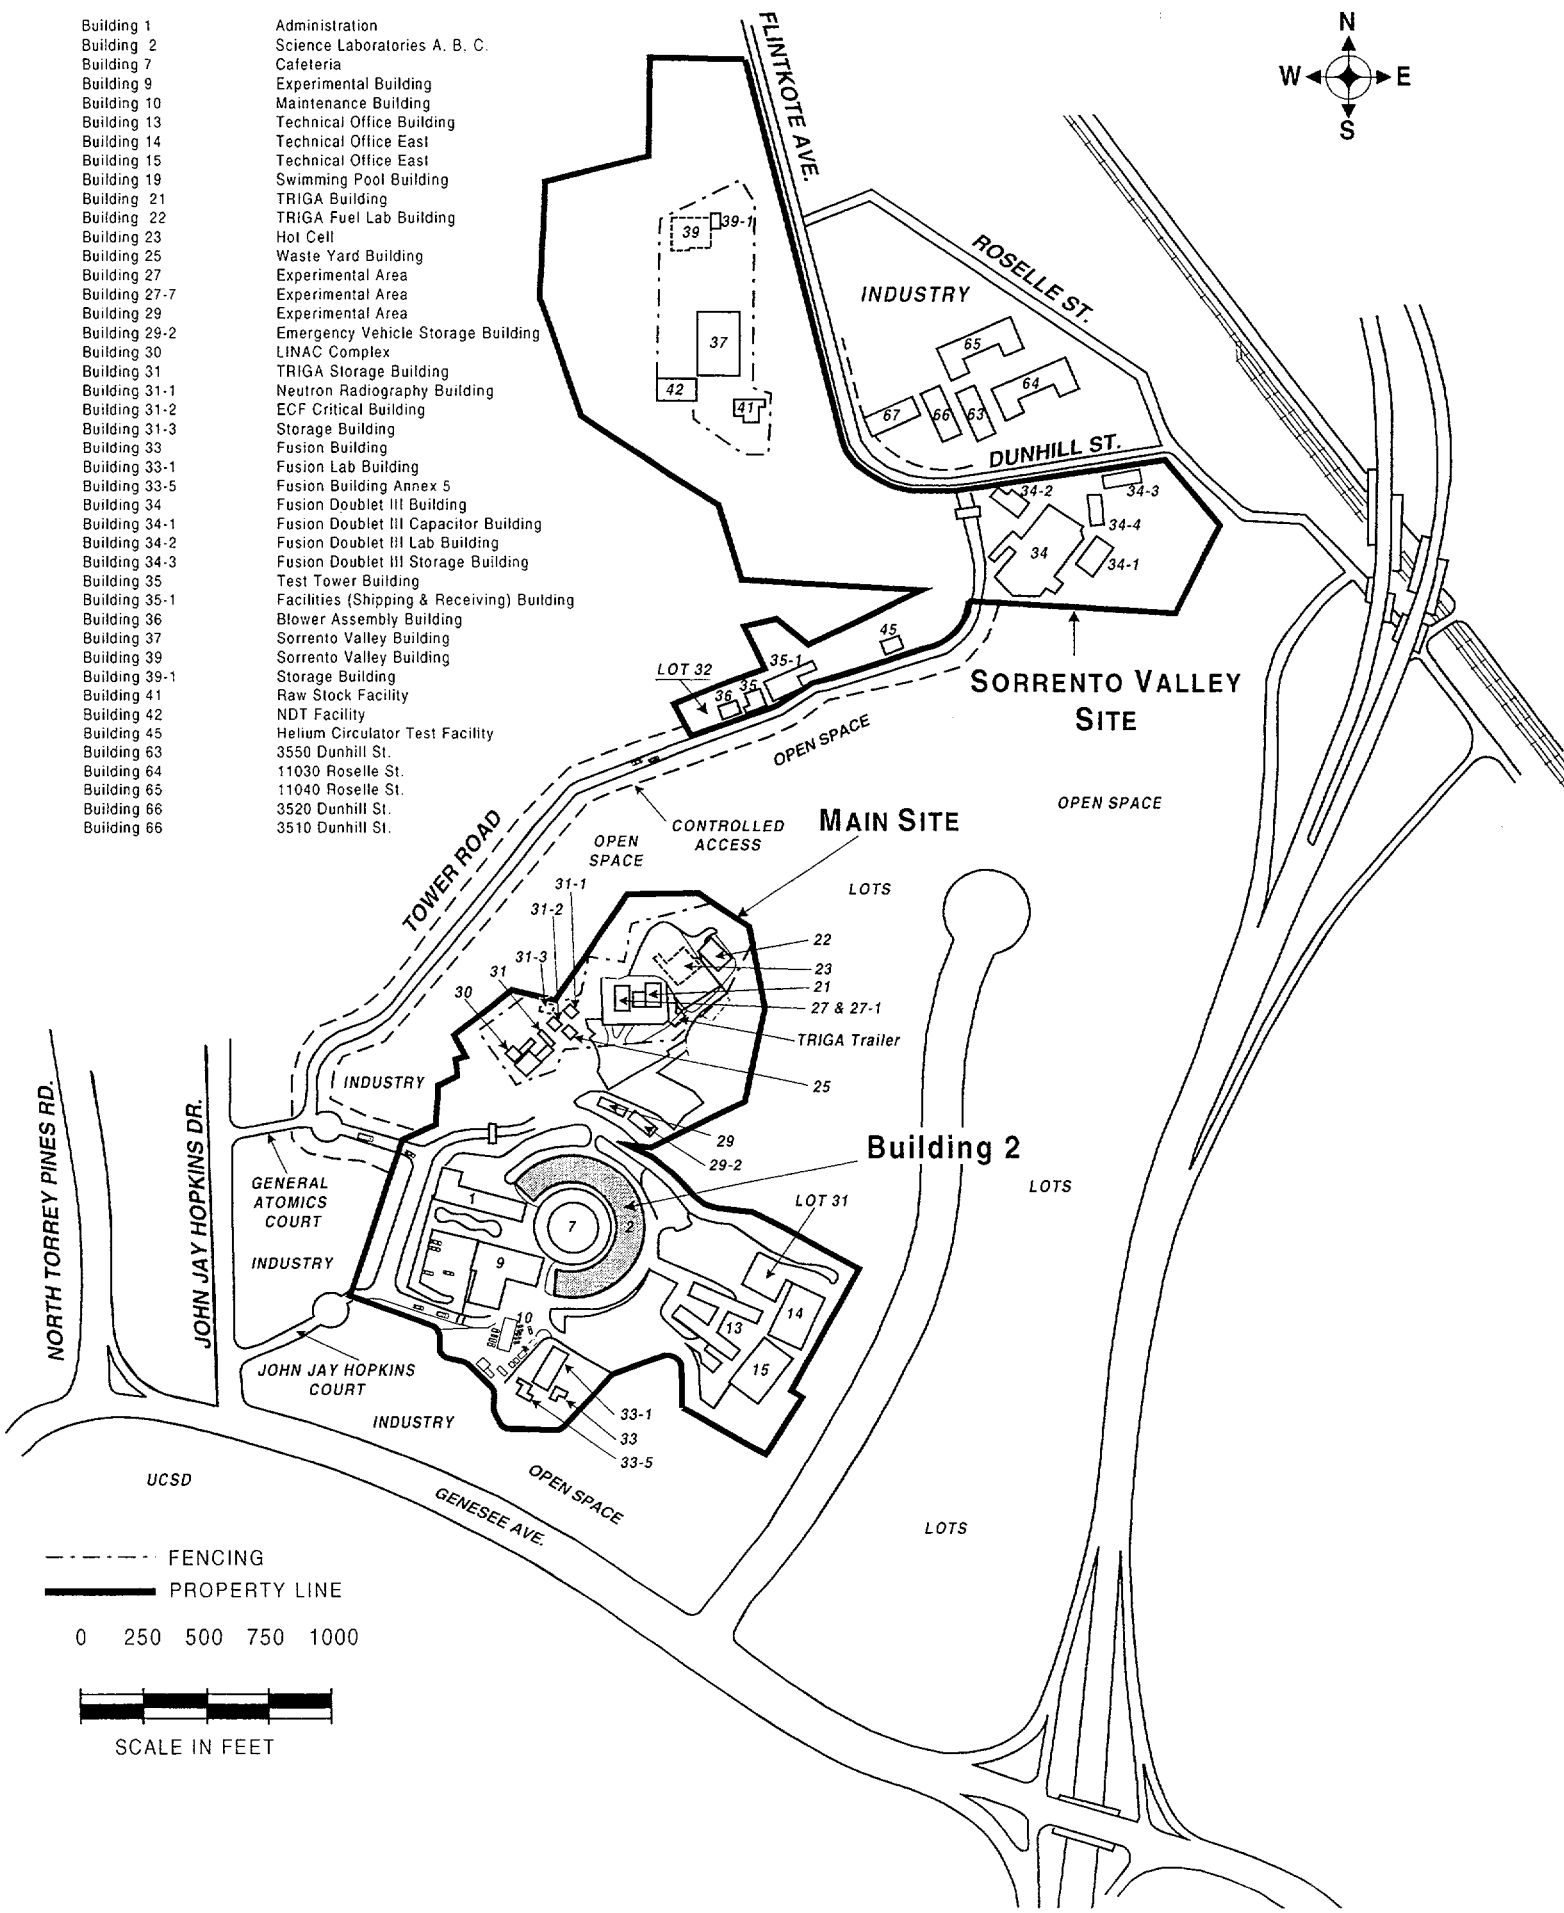 Building 1 Administration
Building 2 Science Laboratories A. B. C.
Building 7 Cafeteria
Building 9 Experimental Building
Building 10 Maintenance Building
Building 13 Technical Office Building
Building 14 Technical Office East
Building 15 Technical Office East
Building 19 Swimming Pool Building
Building 21 TRIGA Building
Building 22 TRIGA Fuel Lab Building
Building 23 Hot Cell
Building 25 Waste Yard Building
Building 27 Experimental Area
Building 27-7 Experimental Area
Building 29 Experimental Area
Building 29-2 Emergency Vehicle Storage Building
Building 30 LINAC Complex
Building 31 TRIGA Storage Building
Building 31-1 Neutron Radiography Building
Building 31-2 ECF Critical Building
Building 31-3 Storage Building
Building 33 Fusion Building
Building 33-1 Fusion Lab Building
Building 33-5 Fusion Building Annex 5
Building 34 Fusion Doublet III Building
Building 34-1 Fusion Doublet III Capacitor Building
Building 34-2 Fusion Doublet III Lab Building
Building 34-3 Fusion Doublet III Storage Building
Building 35 Test Tower Building
Building 35-1 Facilities (Shipping & Receiving) Building
Building 36 Blower Assembly Building
Building 37 Sorrento Valley Building
Building 39 Sorrento Valley Building
Building 39-1 Storage Building
Building 41 Raw Stock Facility
Building 42 NDT Facility
Building 45 Helium Circulator Test Facility
Building 63 3550 Dunhill St.
Building 64 11030 Roselle St.
Building 65 11040 Roselle St.
Building 66 3520 Dunhill St.
Building 66 3510 Dunhill St.
N
W E
S
FLINTKOTE AVE.
ROSELLE ST.
INDUSTRY
39
39-1
37
42
41
65
64
67
66
63
DUNHILL ST.
34-2
34-3
34-4
34
34-1
45
35-1
LOT 32
36
35
SORRENTO VALLEY
SITE
OPEN SPACE
OPEN SPACE
TOWER ROAD
CONTROLLED
ACCESS
OPEN
SPACE
MAIN SITE
LOTS
31-1
31-2
31-3
31
30
22
23
21
27 & 27-1
TRIGA Trailer
25
29
29-2
INDUSTRY
NORTH TORREY PINES RD.
JOHN JAY HOPKINS DR.
GENERAL
ATOMICS
COURT
INDUSTRY
Building 2
LOT 31
LOTS
1
7
2
9
10
13
14
15
JOHN JAY HOPKINS
COURT
INDUSTRY
33-1
33
33-5
OPEN SPACE
UCSD
GENESEE AVE.
LOTS
FENCING
PROPERTY LINE
0 250 500 750 1000
SCALE IN FEET